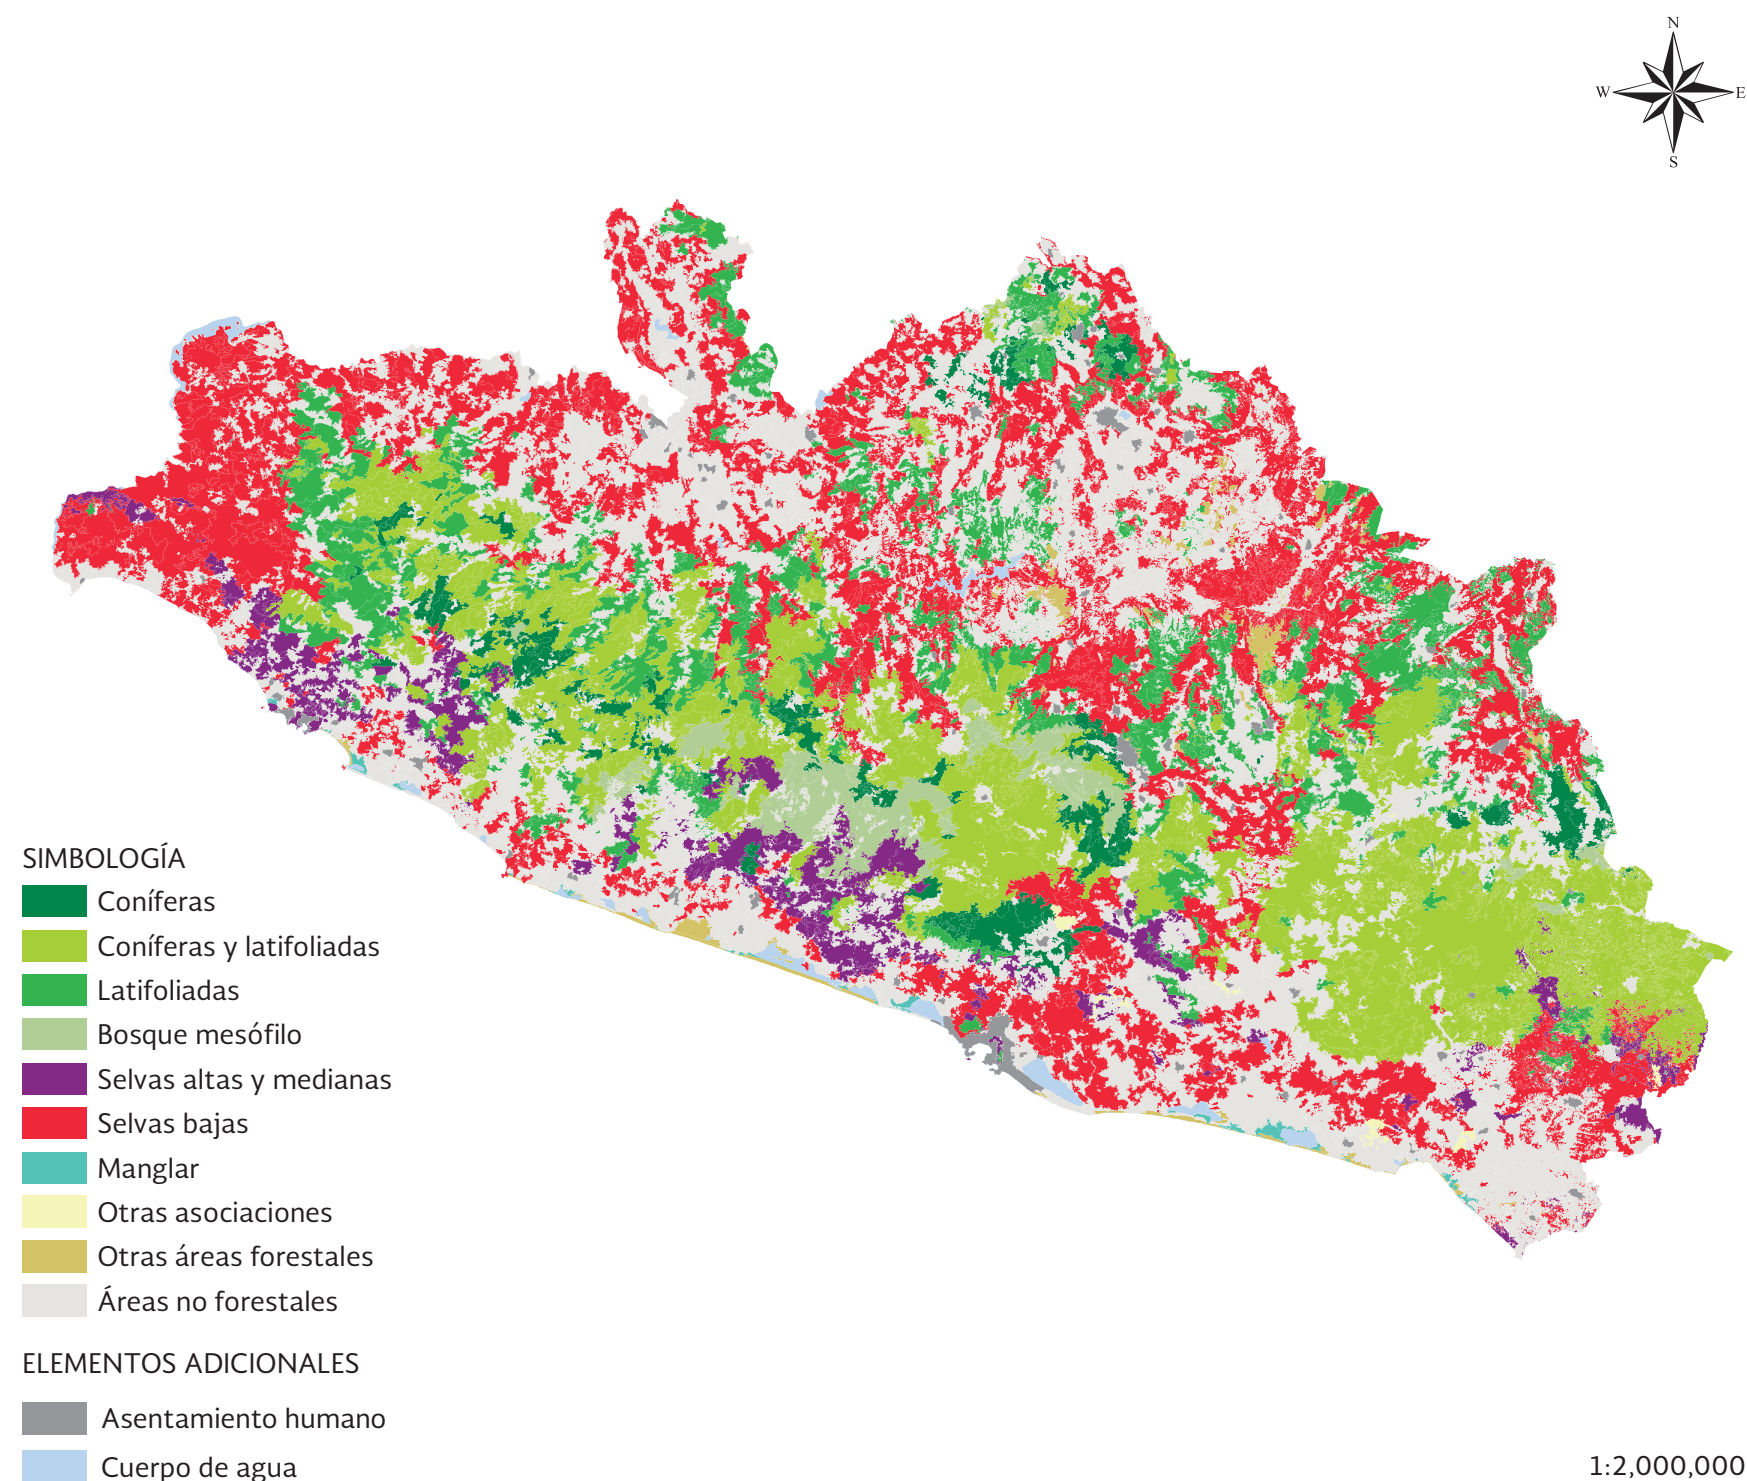 N
W E
S
SIMBOLOGÍA
Coníferas
Coníferas y latifoliadas
Latifoliadas
Bosque mesófilo
Selvas altas y medianas
Selvas bajas
Manglar
Otras asociaciones
Otras áreas forestales
Áreas no forestales
ELEMENTOS ADICIONALES
Asentamiento humano
Cuerpo de agua
1:2,000,000